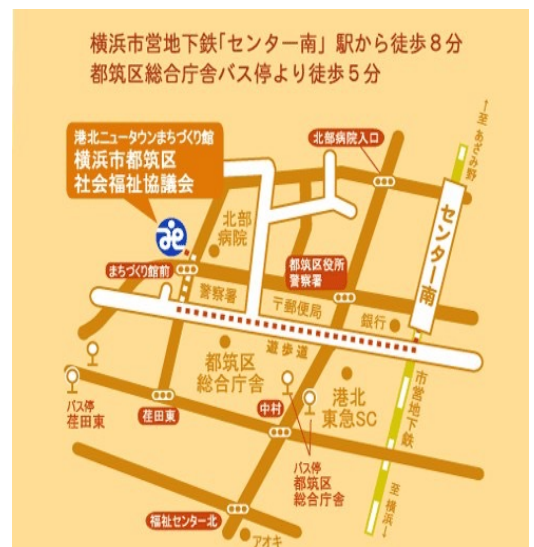 横浜市営地下鉄「センター南」駅から徒歩8分
都筑区総合庁舎バス停より徒歩5分
港北ニュータウンまちづくり館
横浜市都筑区
社会福祉協議会
北部病院入口
↑至 あざみ野
センター南
北部
病院
まちづくり館前
都筑区役所
警察署
警察署
〒郵便局
銀行
遊歩道
都筑区
総合庁舎
港北
東急SC
市営地下鉄
バス停
荏田東
荏田東
中村
バス停
都筑区
総合庁舎
至 横浜↓
福祉センター北
アオキ